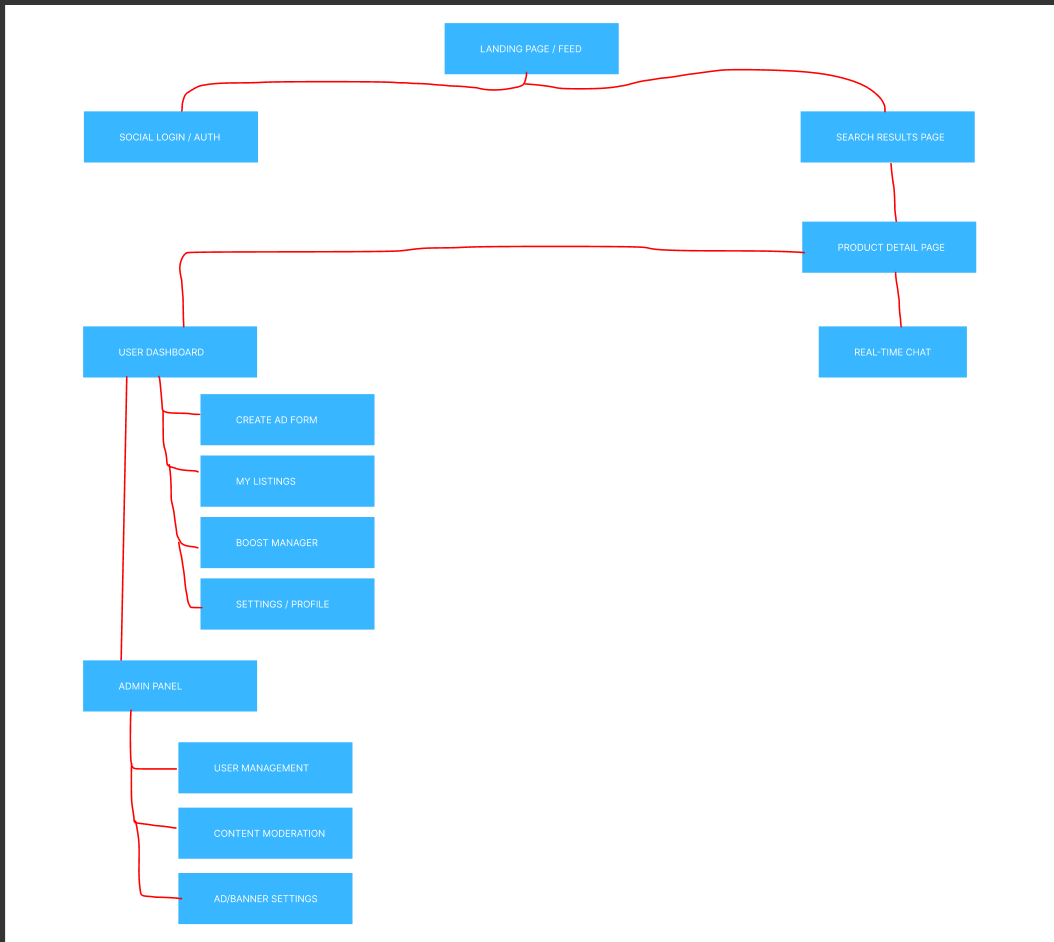 LANDING PAGE / FEED
SOCIAL LOGIN / AUTH
SEARCH RESULTS PAGE
PRODUCT DETAIL PAGE
USER DASHBOARD
REAL-TIME CHAT
CREATE AD FORM
MY LISTINGS
BOOST MANAGER
SETTINGS / PROFILE
ADMIN PANEL
USER MANAGEMENT
CONTENT MODERATION
AD/BANNER SETTINGS